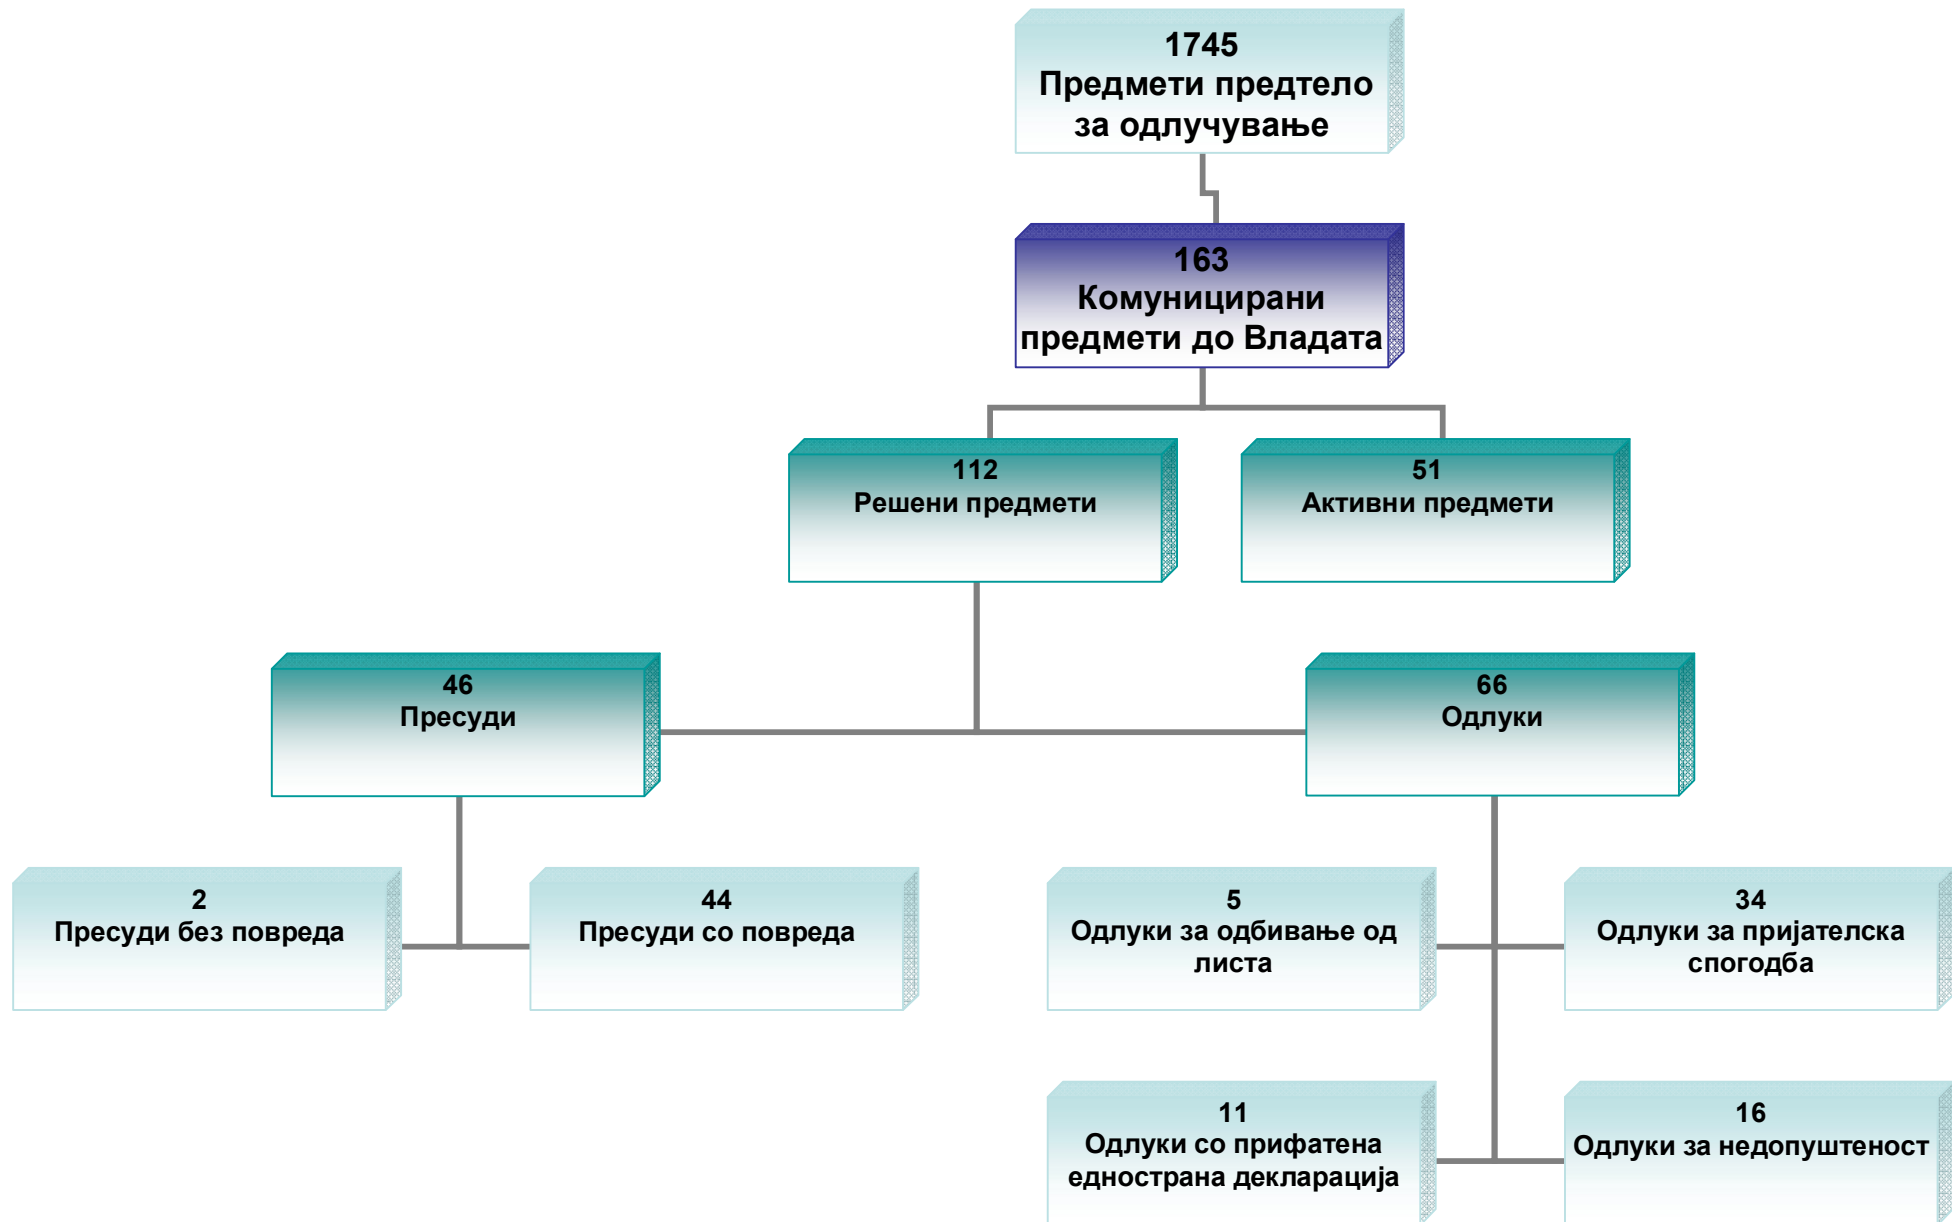 1745
Предмети предтело
за одлучување
163
Комуницирани
предмети до Владата
112
Решени предмети
51
Активни предмети
46
Пресуди
66
Одлуки
2
Пресуди без повреда
44
Пресуди со повреда
5
Одлуки за одбивање од
листа
34
Одлуки за пријателска
спогодба
11
Одлуки со прифатена
еднострана декларација
16
Одлуки за недопуштеност